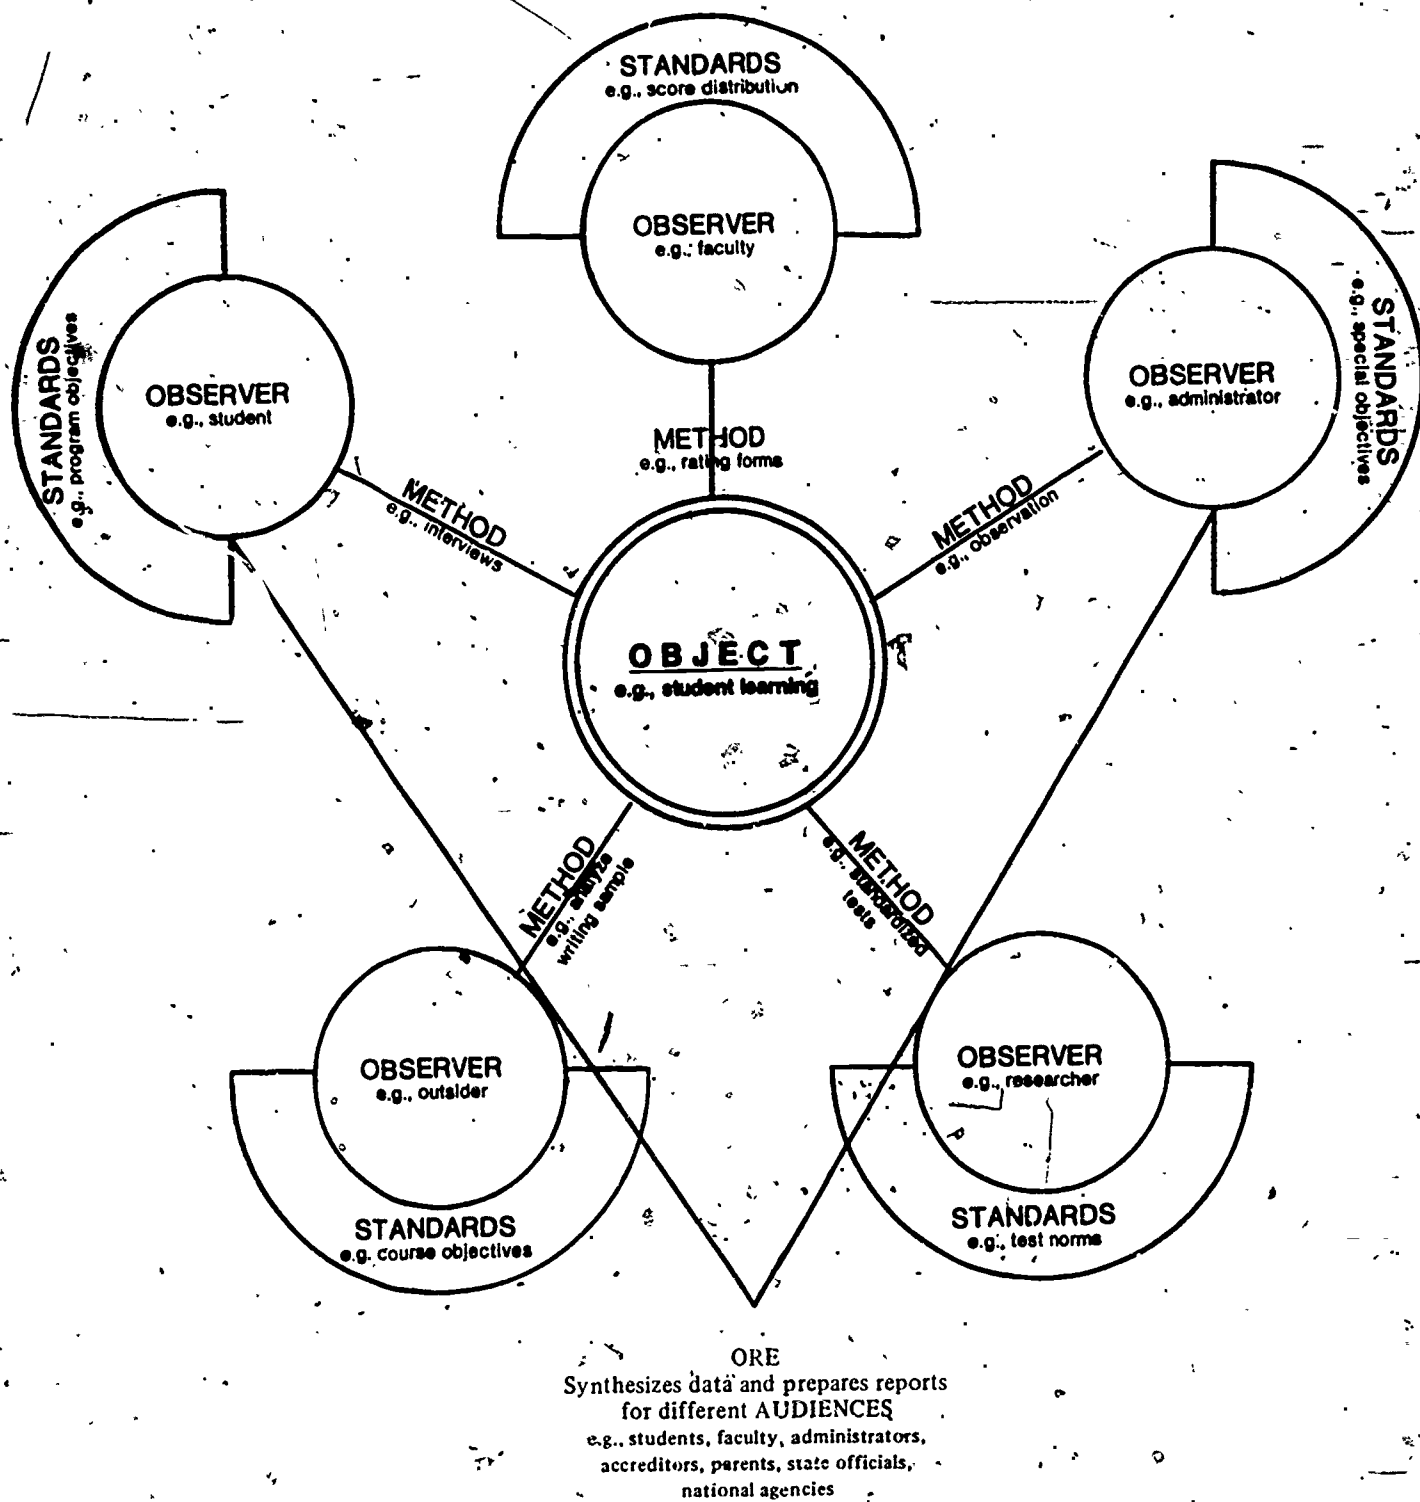 STANDARDS
e.g., score distribution
OBSERVER
e.g., faculty
METHOD
e.g., rating forms
STANDARDS
e.g., program objectives
OBSERVER
e.g., student
METHOD
e.g., interviews
OBSERVER
e.g., administrator
STANDARDS
e.g., special objectives
METHOD
e.g., observation
OBJECT
e.g., student learning
METHOD
e.g., analyze
writing sample
METHOD
e.g., standardized
tests
OBSERVER
e.g., outsider
STANDARDS
e.g. course objectives
OBSERVER
e.g., researcher
STANDARDS
e.g., test norms
ORE
Synthesizes data and prepares reports
for different AUDIENCES
e.g., students, faculty, administrators,
accreditors, parents, state officials,
national agencies